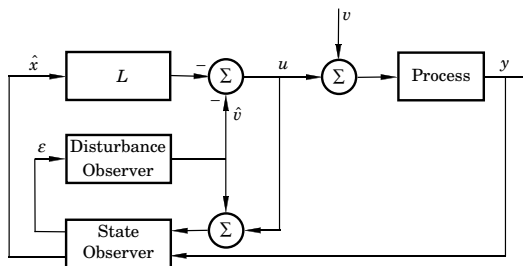 v
x̂
L
−
Σ
u
Σ
Process
y
−
v̂
ε
Disturbance
Observer
State
Observer
Σ